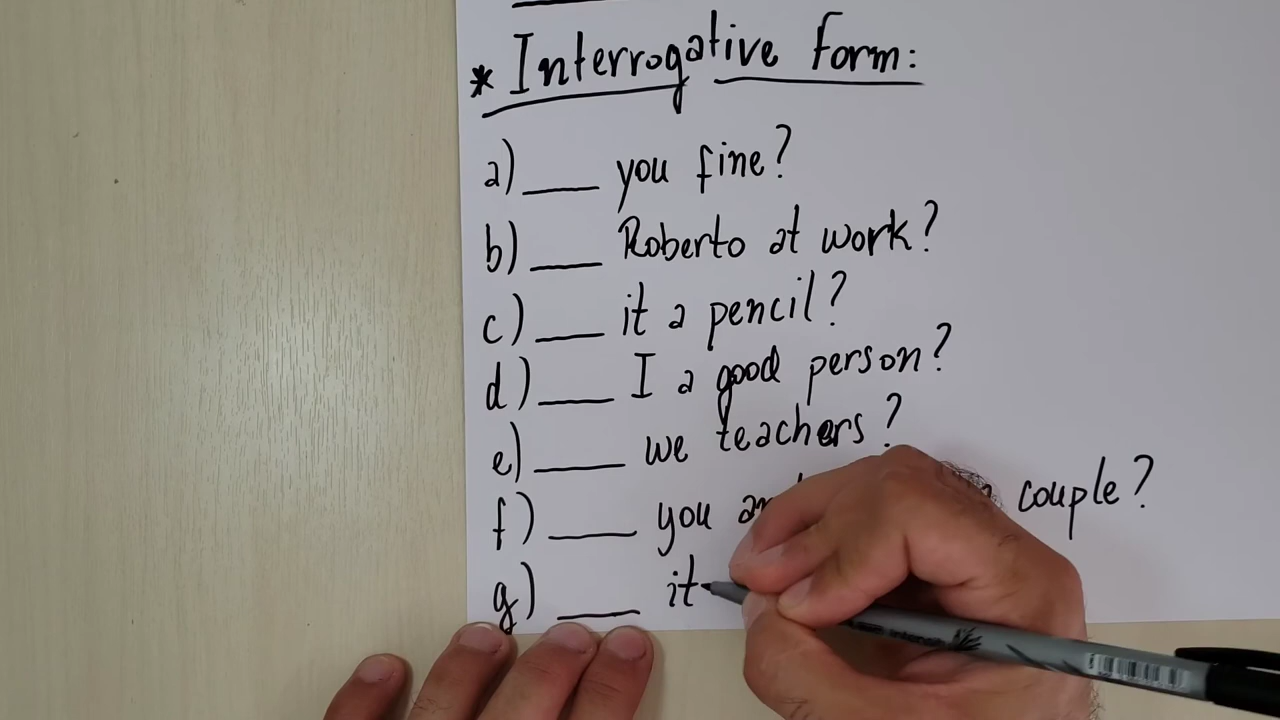 * Interrogative Form:
a) ___ you fine?
b) ___ Roberto at work?
c) ___ it a pencil?
d) ___ I a good person?
e) ___ we teachers?
f) ___ you couple?
g) ___ it